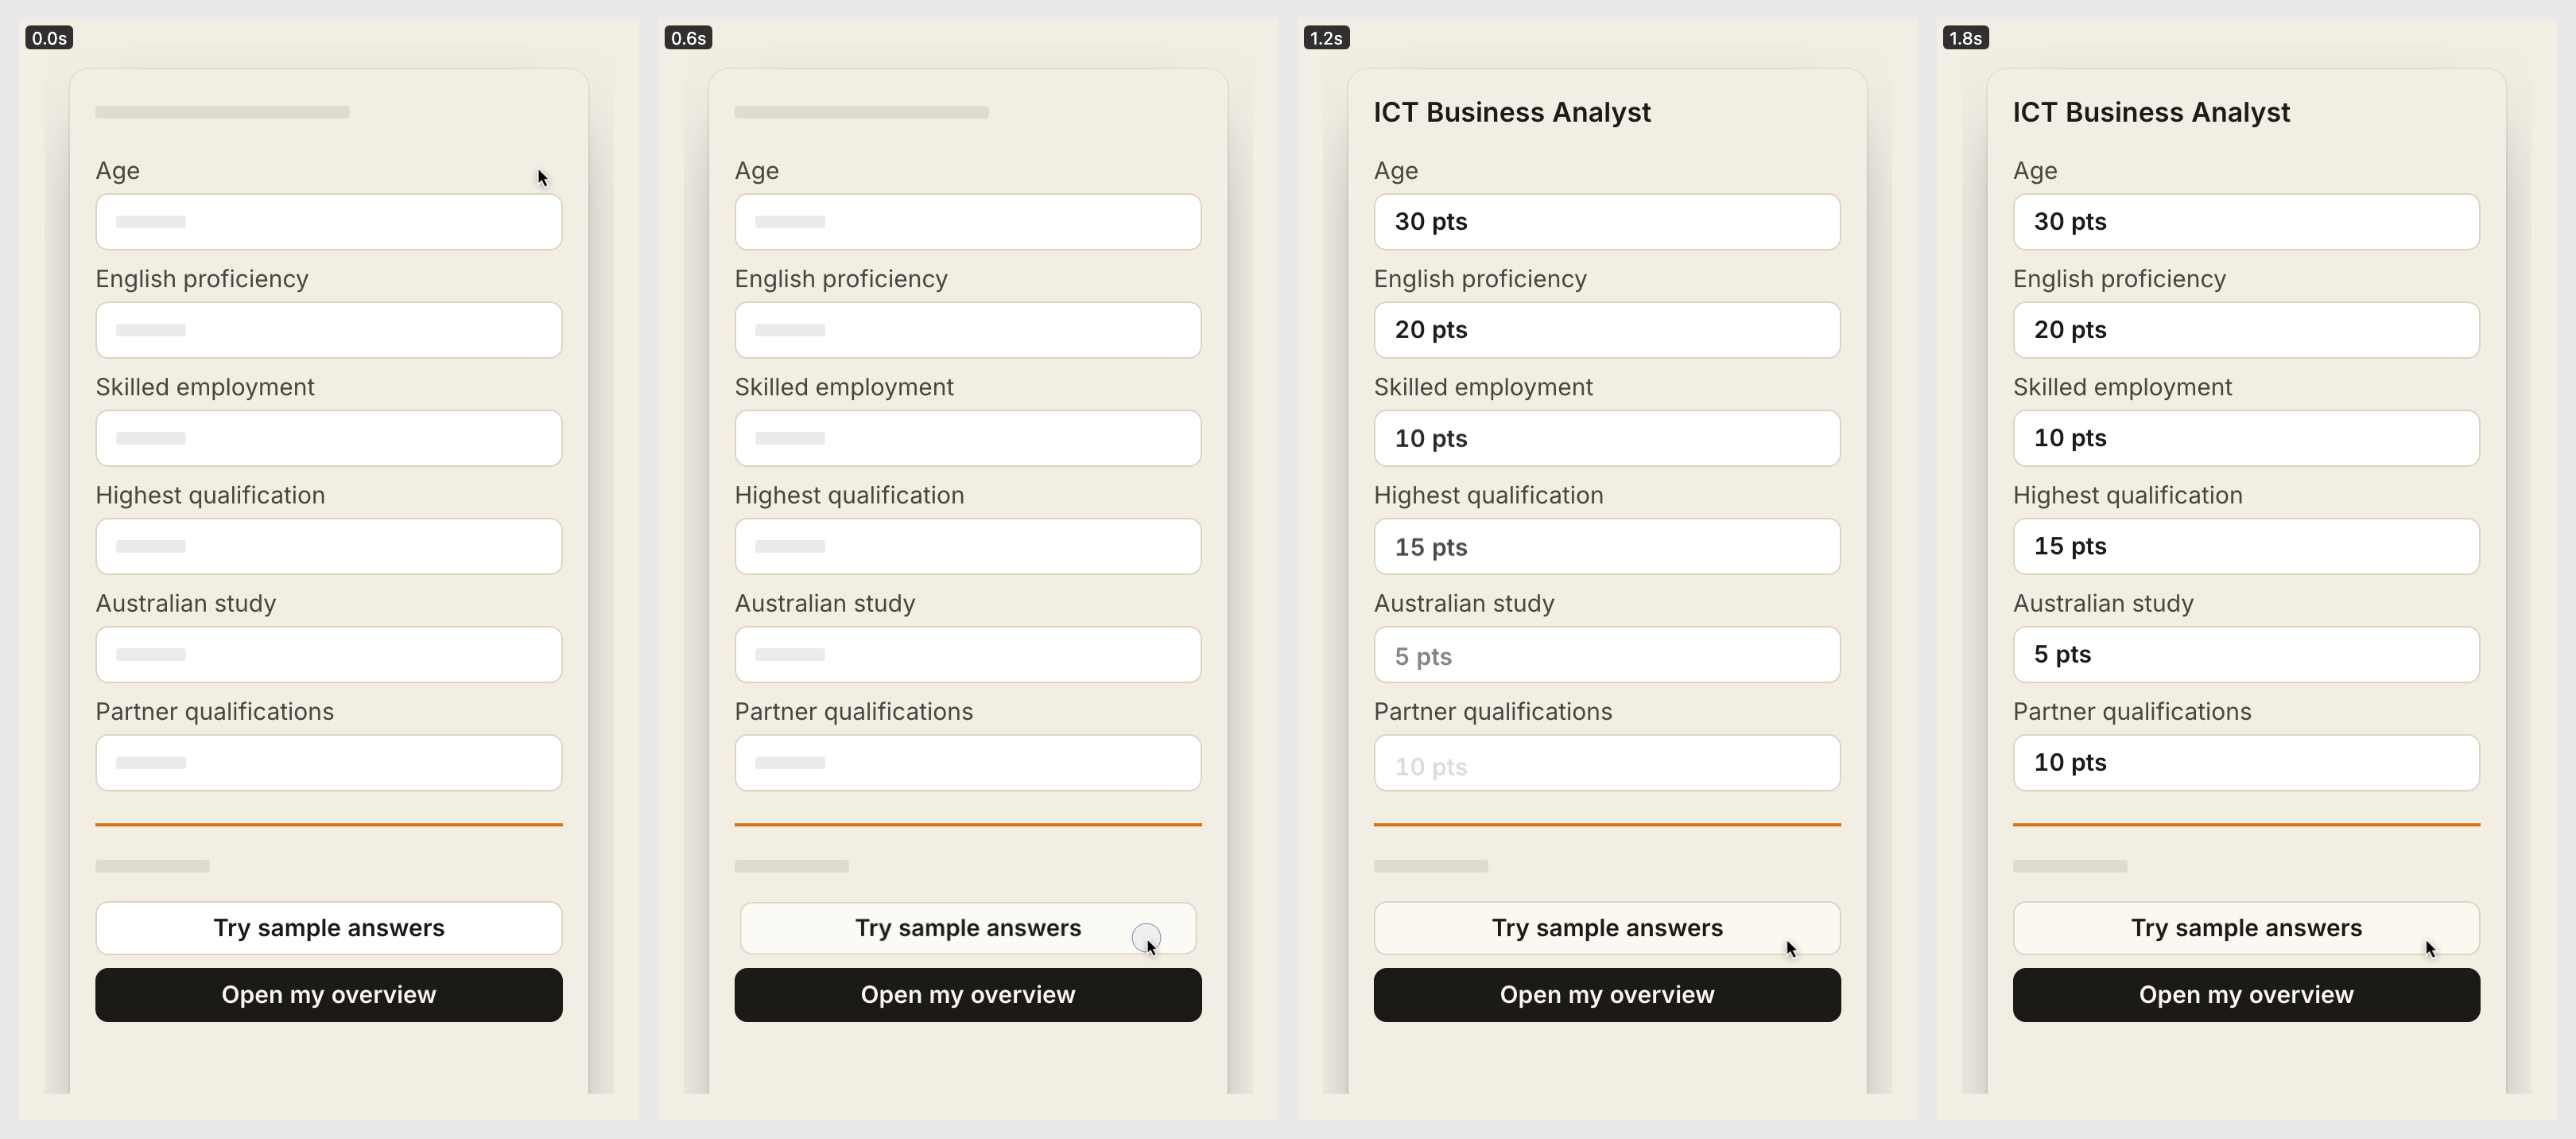 0.0s
Age
English proficiency
Skilled employment
Highest qualification
Australian study
Partner qualifications
Try sample answers
Open my overview
0.6s
Age
English proficiency
Skilled employment
Highest qualification
Australian study
Partner qualifications
Try sample answers
Open my overview
1.2s
ICT Business Analyst
Age
30 pts
English proficiency
20 pts
Skilled employment
10 pts
Highest qualification
15 pts
Australian study
5 pts
Partner qualifications
10 pts
Try sample answers
Open my overview
1.8s
ICT Business Analyst
Age
30 pts
English proficiency
20 pts
Skilled employment
10 pts
Highest qualification
15 pts
Australian study
5 pts
Partner qualifications
10 pts
Try sample answers
Open my overview